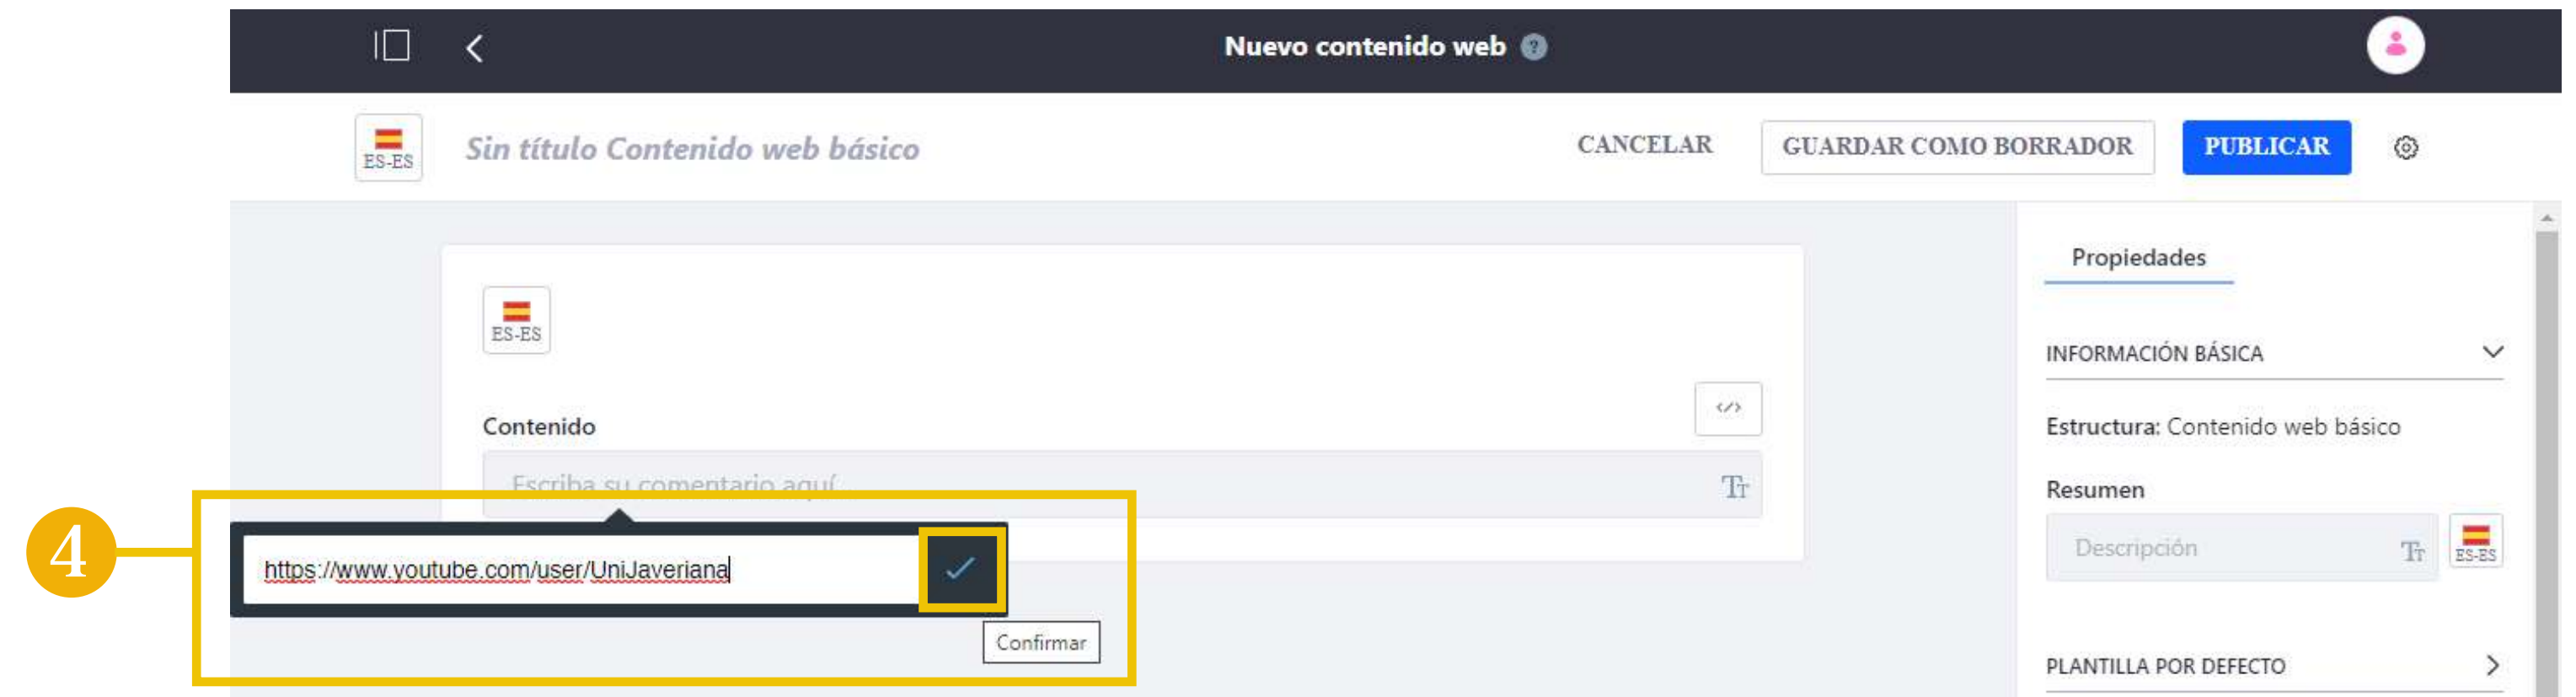 Nuevo contenido web ?
ES-ES
Sin título Contenido web básico
CANCELAR
GUARDAR COMO BORRADOR
PUBLICAR
Propiedades
ES-ES
INFORMACIÓN BÁSICA
</>
Contenido
Estructura: Contenido web básico
Escriba su comentario aquí
Tт
Resumen
4
https://www.youtube.com/user/UniJaveriana
Descripción
Tт
ES-ES
Confirmar
PLANTILLA POR DEFECTO